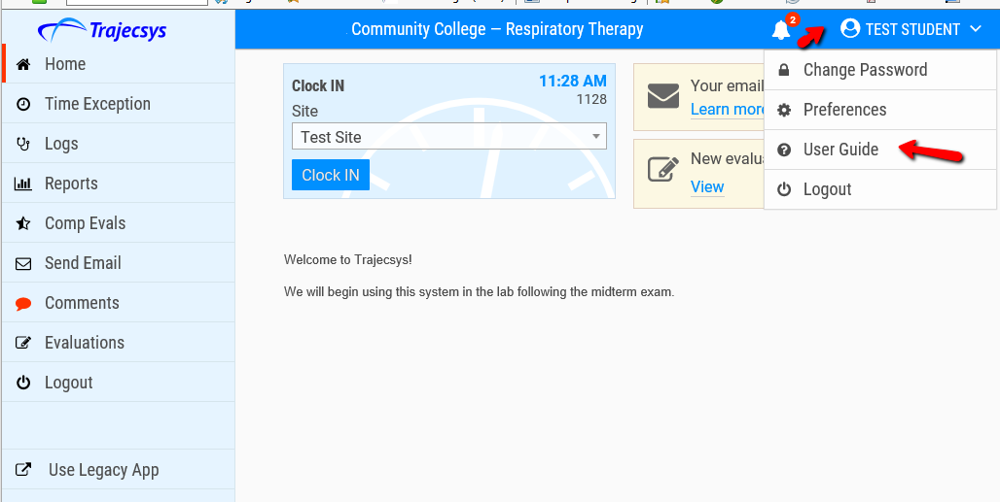 Trajecsys
Community College – Respiratory Therapy
2
TEST STUDENT
Home
Time Exception
Logs
Reports
Comp Evals
Send Email
Comments
Evaluations
Logout
Use Legacy App
Clock IN
11:28 AM
1128
Site
Test Site
Clock IN
Your email
Learn more
New evalua
View
Change Password
Preferences
User Guide
Logout
Welcome to Trajecsys!
We will begin using this system in the lab following the midterm exam.